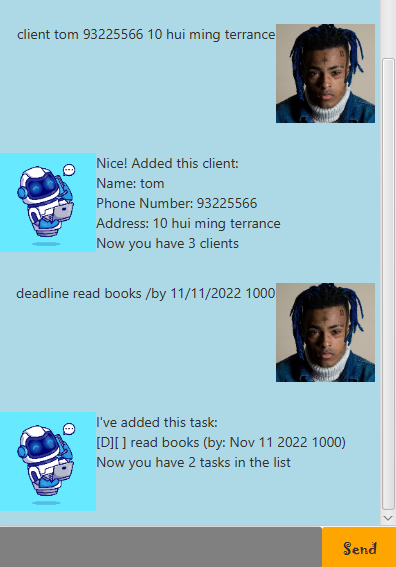 client tom 93225566 10 hui ming terrance
Nice! Added this client:
Name: tom
Phone Number: 93225566
Address: 10 hui ming terrance
Now you have 3 clients
deadline read books /by 11/11/2022 1000
I've added this task:
[D][ ] read books (by: Nov 11 2022 1000)
Now you have 2 tasks in the list
Send